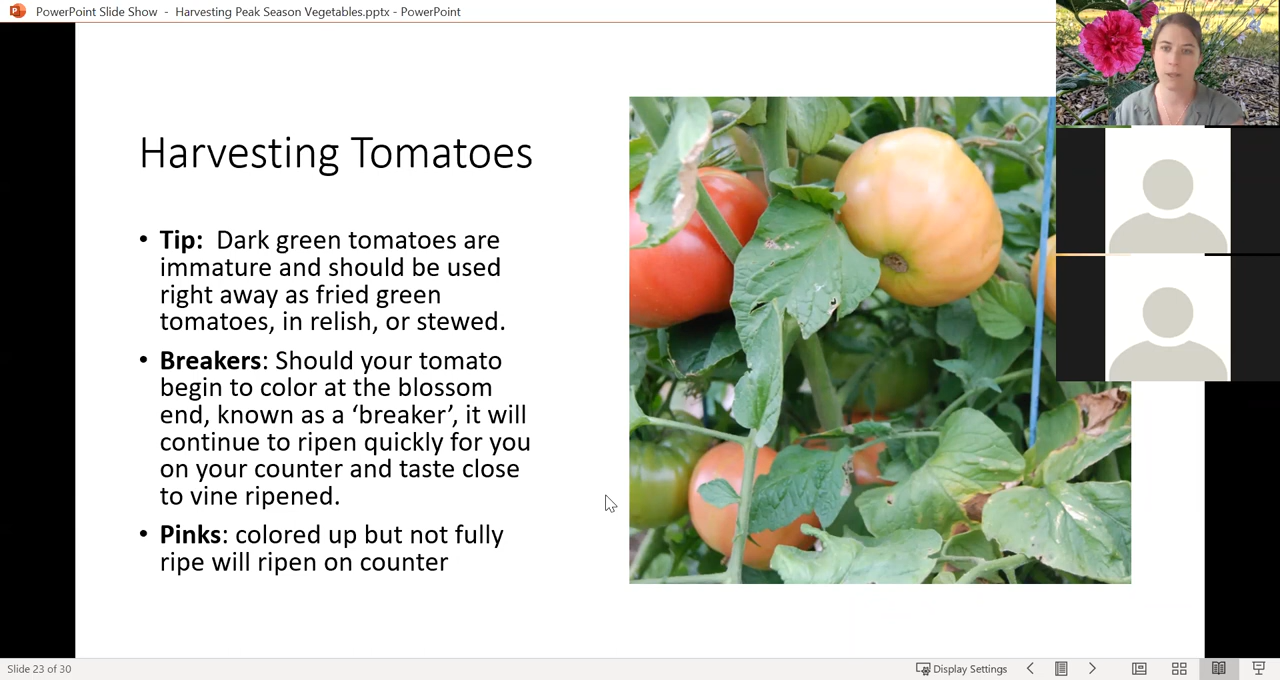 PowerPoint Slide Show - Harvesting Peak Season Vegetables.pptx - PowerPoint
Harvesting Tomatoes
• Tip: Dark green tomatoes are
immature and should be used
right away as fried green
tomatoes, in relish, or stewed.
• Breakers: Should your tomato
begin to color at the blossom
end, known as a ‘breaker’, it will
continue to ripen quickly for you
on your counter and taste close
to vine ripened.
• Pinks: colored up but not fully
ripe will ripen on counter
Slide 23 of 30
Display Settings